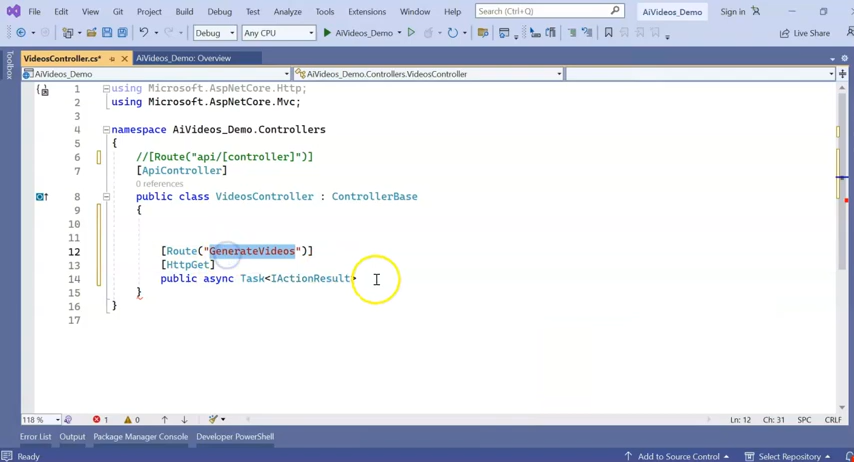 File Edit View Git Project Build Debug Test Analyze Tools Extensions Window Help Search (Ctrl+Q) AiVideos_Demo Sign in
Debug Any CPU AiVideos_Demo Live Share
Toolbox
VideosController.cs* AiVideos_Demo: Overview
AiVideos_Demo AiVideos_Demo.Controllers.VideosController
1 using Microsoft.AspNetCore.Http;
2 using Microsoft.AspNetCore.Mvc;
3
4 namespace AiVideos_Demo.Controllers
5 {
6 //[Route("api/[controller]")]
7 [ApiController]
0 references
8 public class VideosController : ControllerBase
9 {
10
11
12 [Route("GenerateVideos")]
13 [HttpGet]
14 public async Task<IActionResult>
15 }
16 }
17
118 % 1 0 Ln: 12 Ch: 31 SPC CRLF
Error List Package Manager Console Output Developer PowerShell
Ready Add to Source Control Select Repository